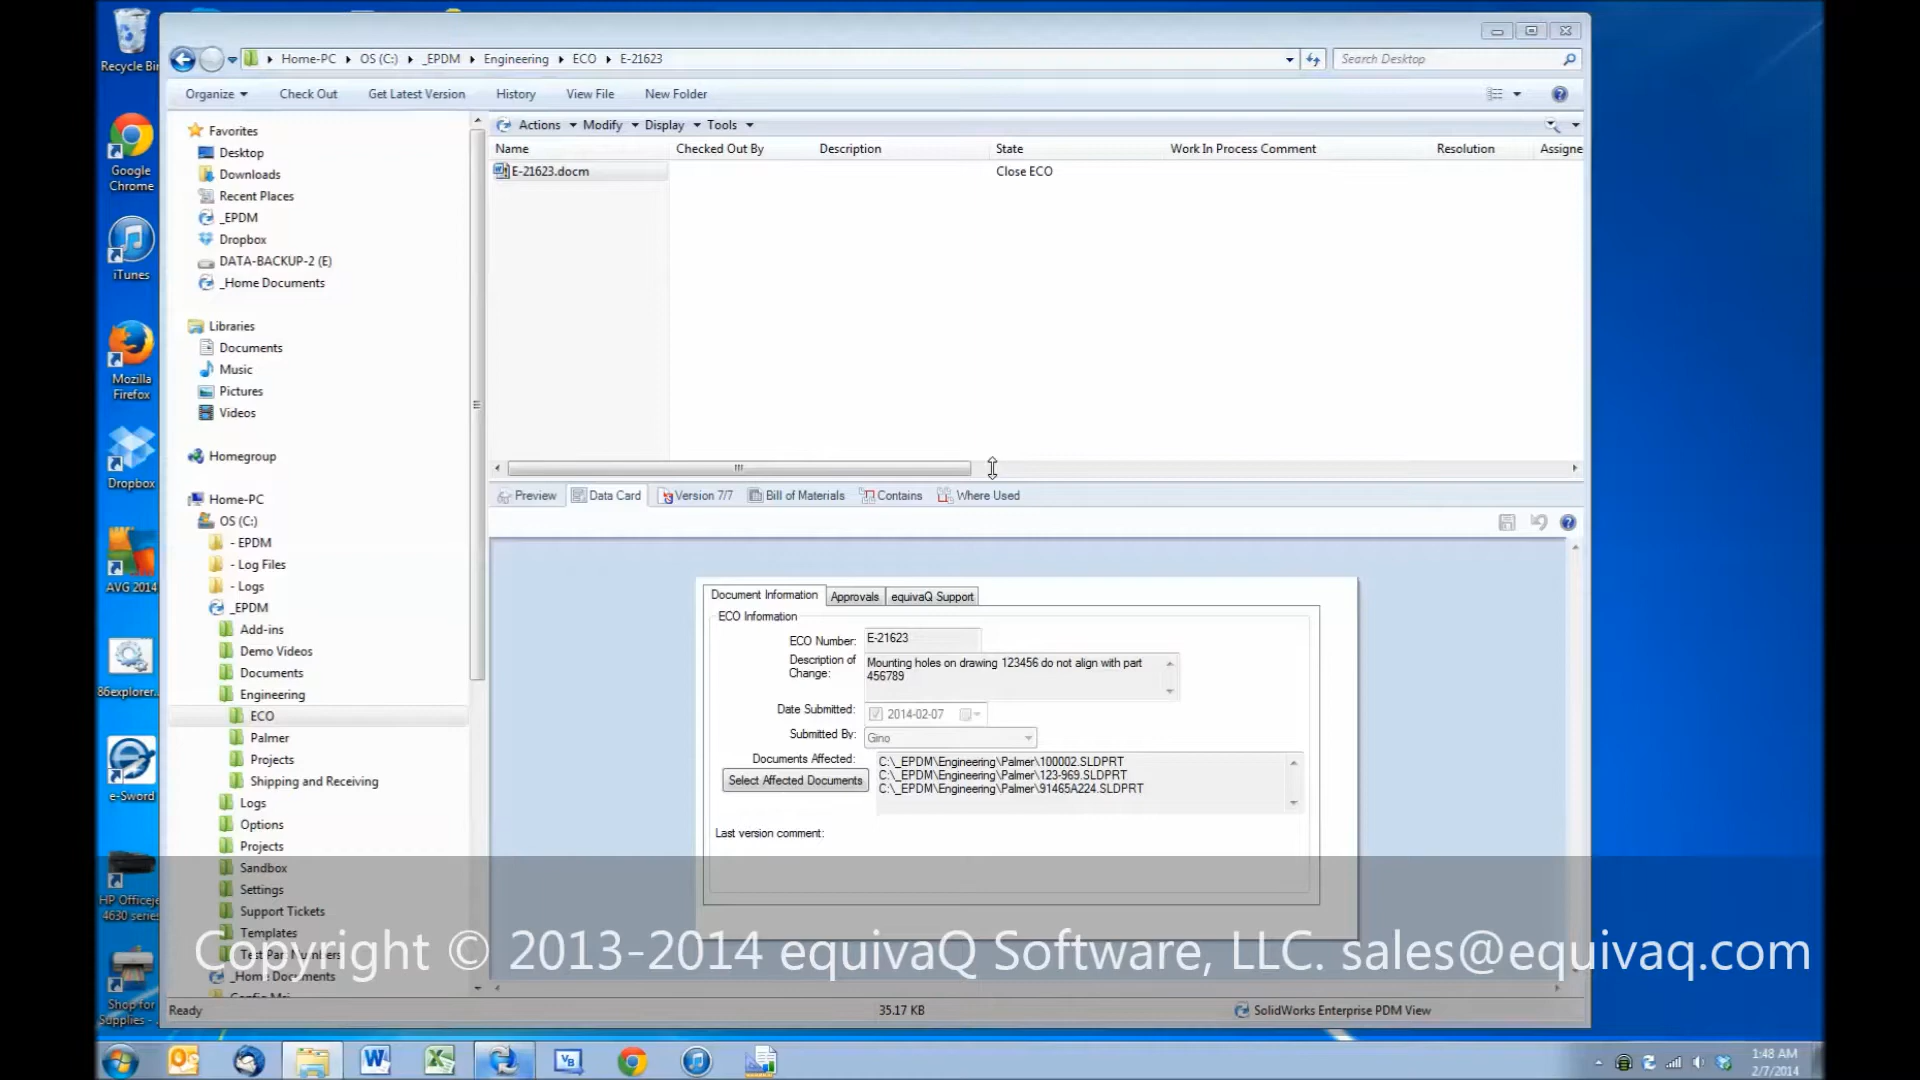 Recycle Bin
Home-PC
OS (C:)
_EPDM
Engineering
ECO
E-21623
Search Desktop
Organize
Check Out
Get Latest Version
History
View File
New Folder
Google
Chrome
iTunes
Mozilla
Firefox
Dropbox
AVG 2014
86explorer...
e-Sword
HP Officeje
4630 series
Shop for
Supplies -
Favorites
Desktop
Downloads
Recent Places
_EPDM
Dropbox
DATA-BACKUP-2 (E)
_Home Documents
Libraries
Documents
Music
Pictures
Videos
Homegroup
Home-PC
OS (C:)
- EPDM
- Log Files
- Logs
_EPDM
Add-ins
Demo Videos
Documents
Engineering
ECO
Palmer
Projects
Shipping and Receiving
Logs
Options
Projects
Sandbox
Settings
Support Tickets
Templates
Test Part Numbers
_Home Documents
Actions
Modify
Display
Tools
Name
Checked Out By
Description
State
Work In Process Comment
Resolution
Assigne
E-21623.docm
Close ECO
Preview
Data Card
Version 7/7
Bill of Materials
Contains
Where Used
Document Information
Approvals
equivaQ Support
ECO Information
ECO Number:
E-21623
Description of
Change:
Mounting holes on drawing 123456 do not align with part
456789
Date Submitted:
2014-02-07
Submitted By:
Gino
Documents Affected:
Select Affected Documents
C:\_EPDM\Engineering\Palmer\100002.SLDPRT
C:\_EPDM\Engineering\Palmer\123-969.SLDPRT
C:\_EPDM\Engineering\Palmer\91465A224.SLDPRT
Last version comment:
Copyright © 2013-2014 equivaQ Software, LLC. sales@equivaq.com
Ready
35.17 KB
SolidWorks Enterprise PDM View
1:48 AM
2/7/2014